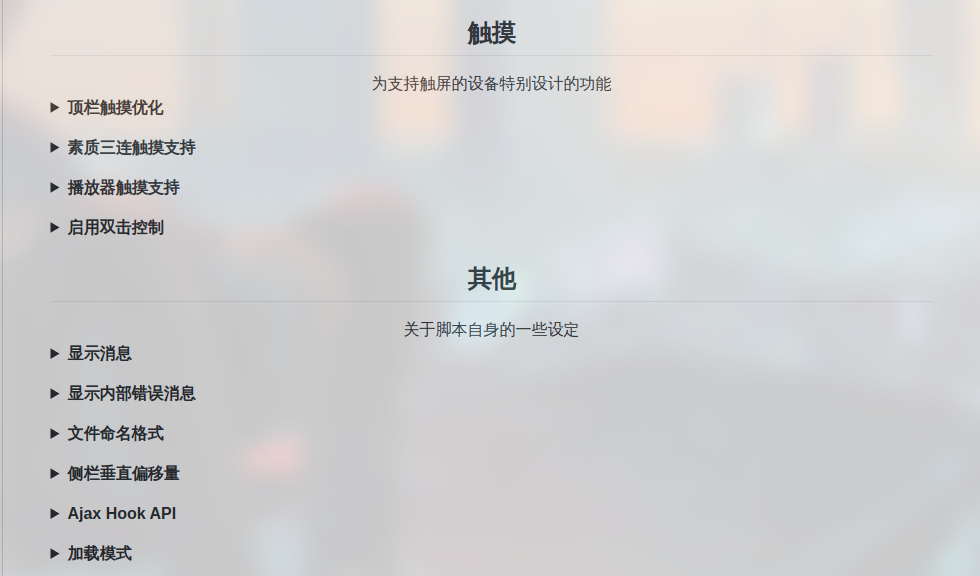 触摸
为支持触屏的设备特别设计的功能
顶栏触摸优化
素质三连触摸支持
播放器触摸支持
启用双击控制
其他
关于脚本自身的一些设定
显示消息
显示内部错误消息
文件命名格式
侧栏垂直偏移量
Ajax Hook API
加载模式